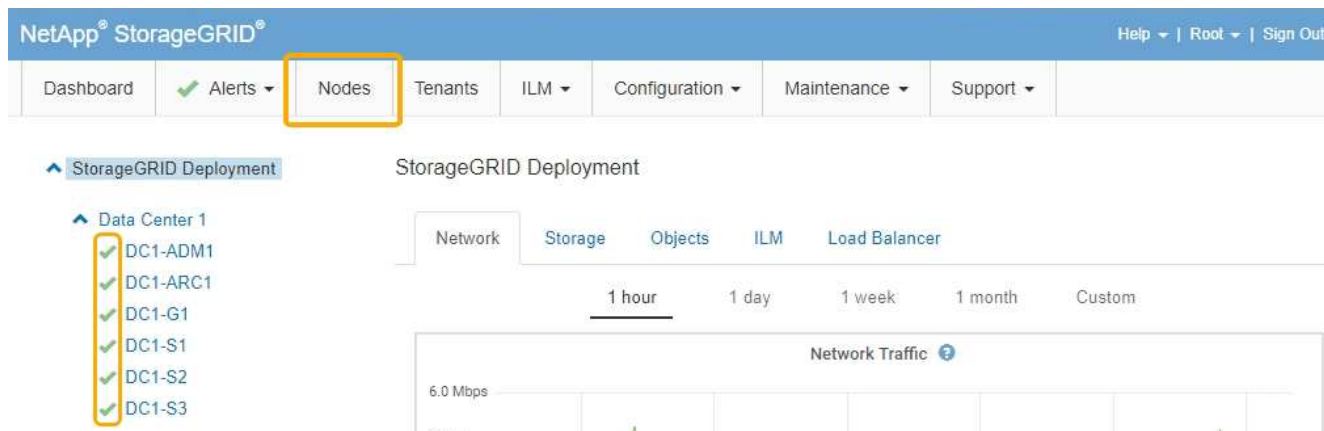 NetApp® StorageGRID®
Help | Root | Sign Out
Dashboard Alerts Nodes Tenants ILM Configuration Maintenance Support
StorageGRID Deployment
Data Center 1
DC1-ADM1
DC1-ARC1
DC1-G1
DC1-S1
DC1-S2
DC1-S3
StorageGRID Deployment
Network Storage Objects ILM Load Balancer
1 hour 1 day 1 week 1 month Custom
Network Traffic ?
6.0 Mbps